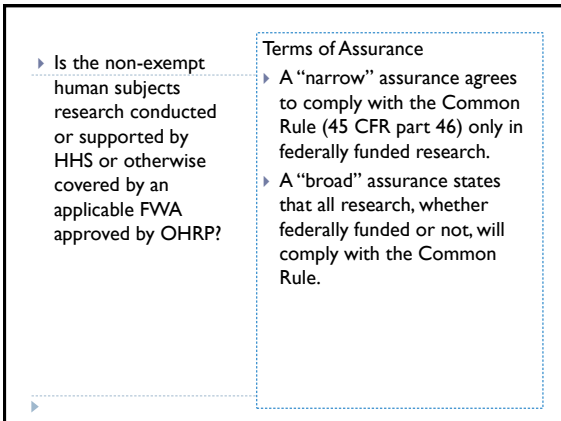 Is the non-exempt
human subjects
research conducted
or supported by
HHS or otherwise
covered by an
applicable FWA
approved by OHRP?
Terms of Assurance
A “narrow” assurance agrees
to comply with the Common
Rule (45 CFR part 46) only in
federally funded research.
A “broad” assurance states
that all research, whether
federally funded or not, will
comply with the Common
Rule.